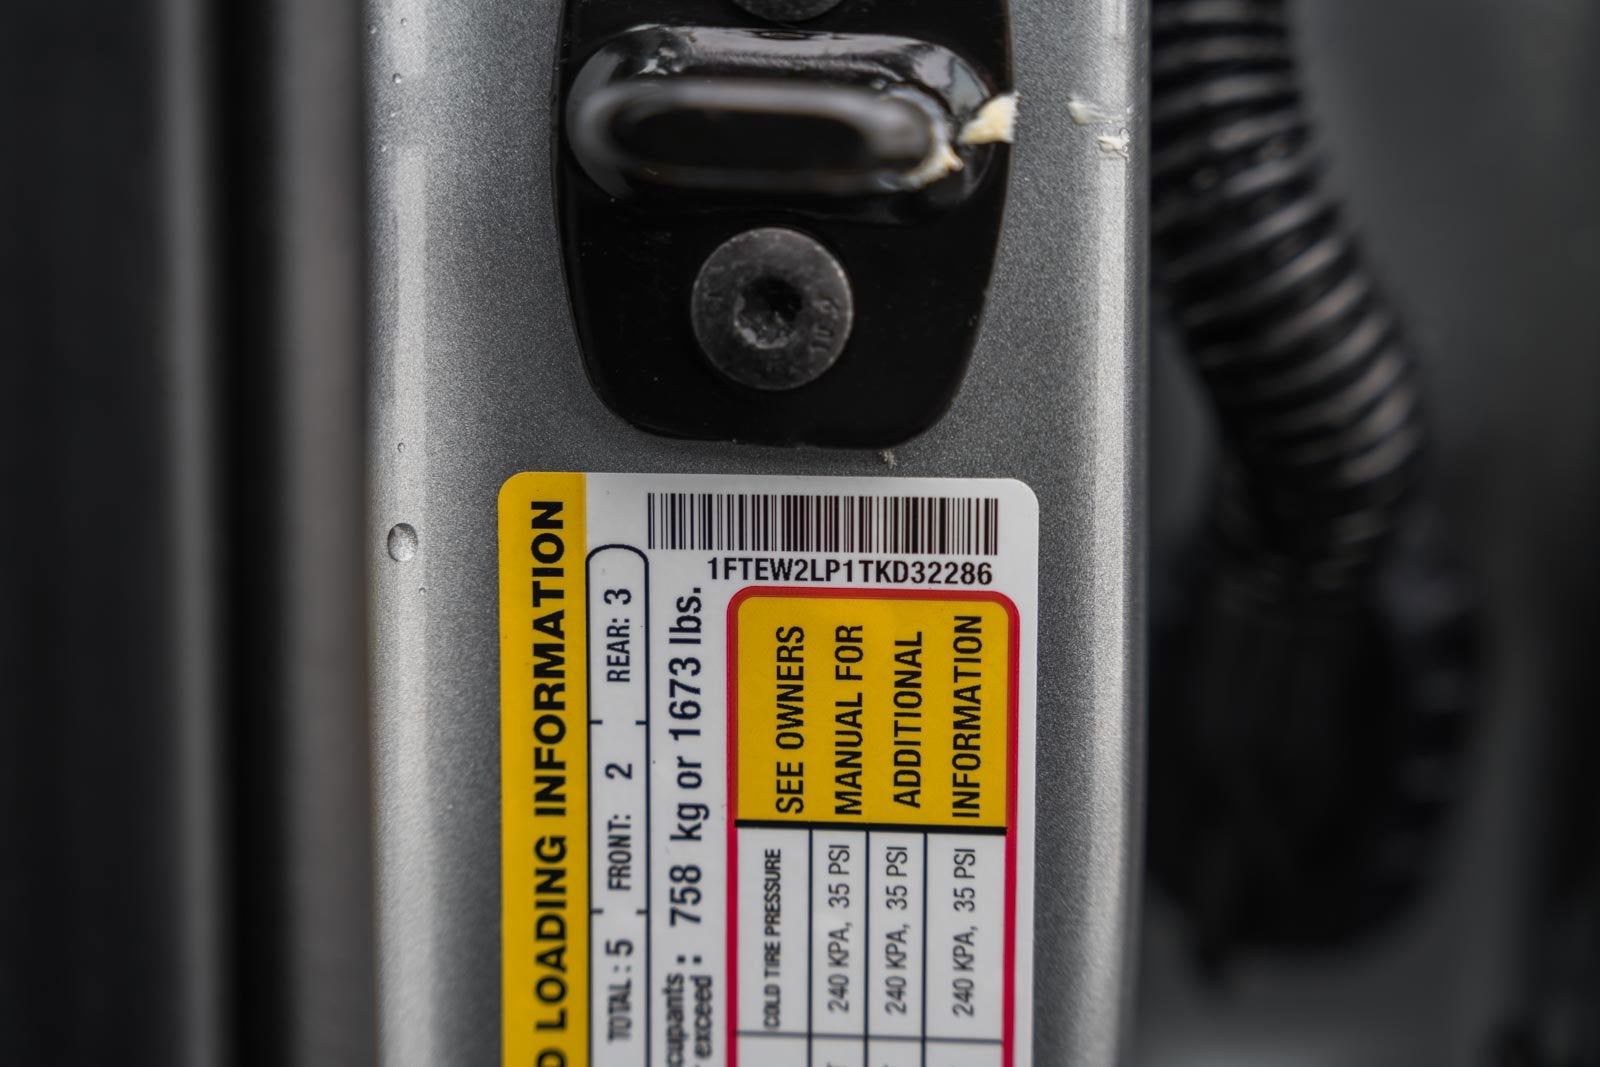 1FTEW2LP1TKD32286
LOADING INFORMATION
TOTAL : 5 FRONT: 2 REAR: 3
: 758 kg or 1673 lbs.
exceed
COLD TIRE PRESSURE
240 KPA, 35 PSI
240 KPA, 35 PSI
240 KPA, 35 PSI
SEE OWNERS
MANUAL FOR
ADDITIONAL
INFORMATION